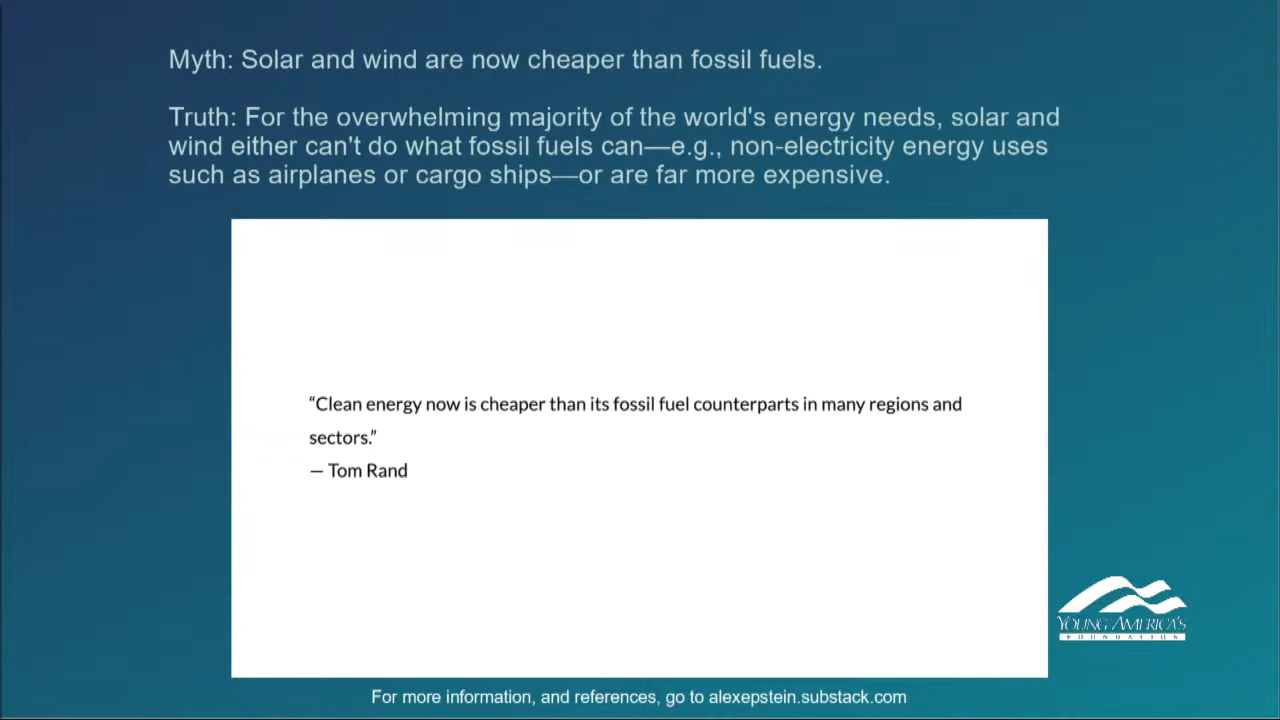 Myth: Solar and wind are now cheaper than fossil fuels.
Truth: For the overwhelming majority of the world's energy needs, solar and
wind either can't do what fossil fuels can—e.g., non-electricity energy uses
such as airplanes or cargo ships—or are far more expensive.
“Clean energy now is cheaper than its fossil fuel counterparts in many regions and
sectors.”
— Tom Rand
YOUNG AMERICA'S
FOUNDATION
For more information, and references, go to alexepstein.substack.com